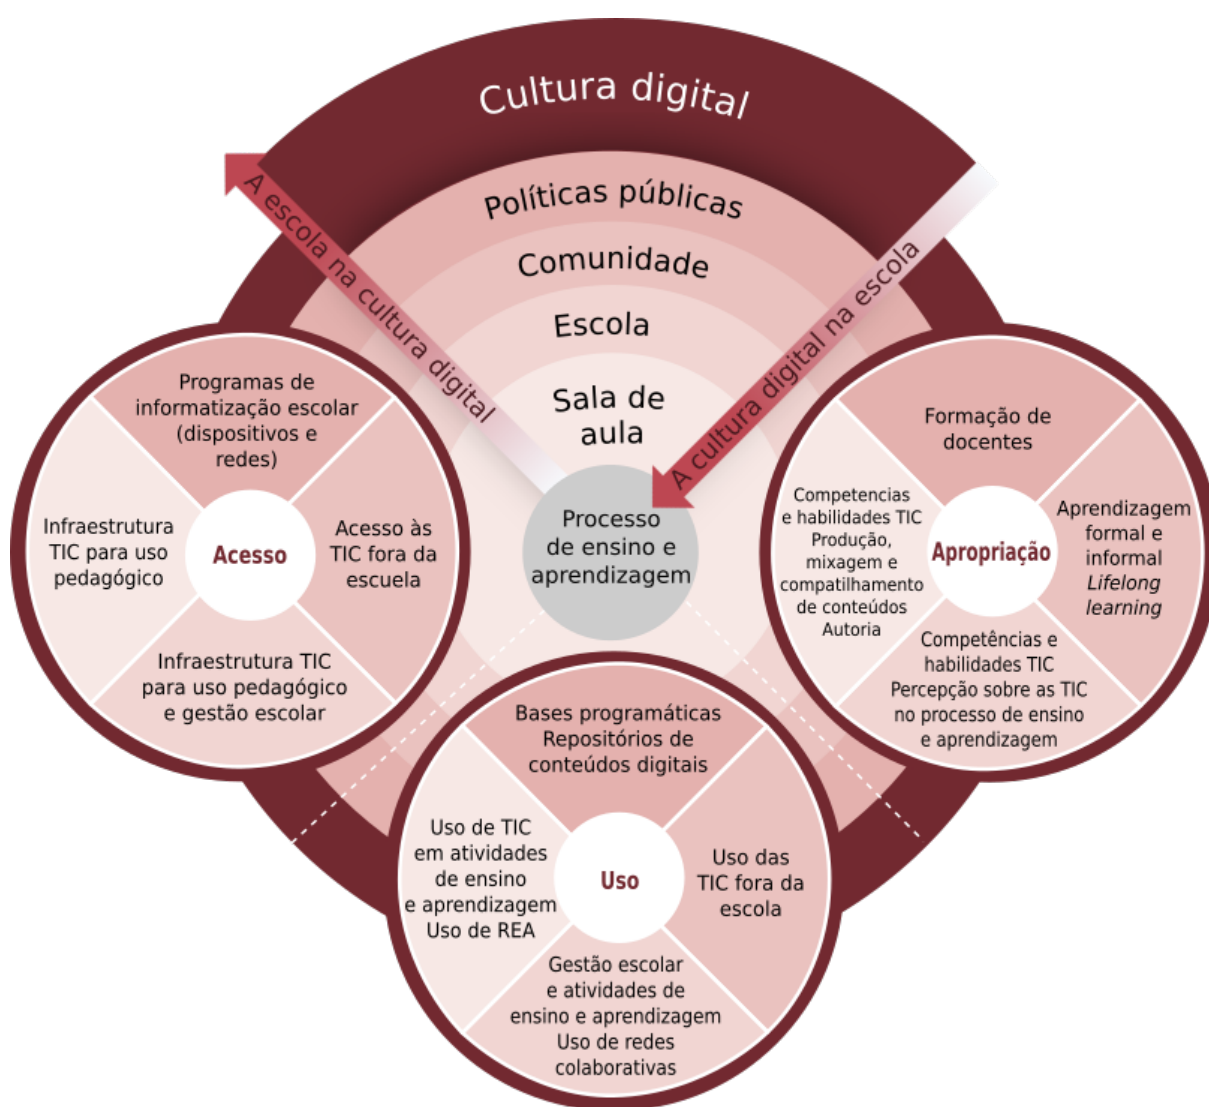 Cultura digital
Políticas públicas
Comunidade
Escola
Sala de
aula
A escola na cultura digital
A cultura digital na escola
Processo
de ensino e
aprendizagem
Programas de
informatização escolar
(dispositivos e
redes)
Infraestrutura
TIC para uso
pedagógico
Acesso
Acesso às
TIC fora da
escuela
Infraestrutura TIC
para uso pedagógico
e gestão escolar
Formação de
docentes
Competencias
e habilidades TIC
Produção,
mixagem e
compatilhamento
de conteúdos
Autoria
Apropriação
Aprendizagem
formal e
informal
Lifelong
learning
Competências e
habilidades TIC
Percepção sobre as TIC
no processo de ensino
e aprendizagem
Bases programáticas
Repositórios de
conteúdos digitais
Uso de TIC
em atividades
de ensino
e aprendizagem
Uso de REA
Uso
Uso das
TIC fora da
escola
Gestão escolar
e atividades de
ensino e aprendizagem
Uso de redes
colaborativas